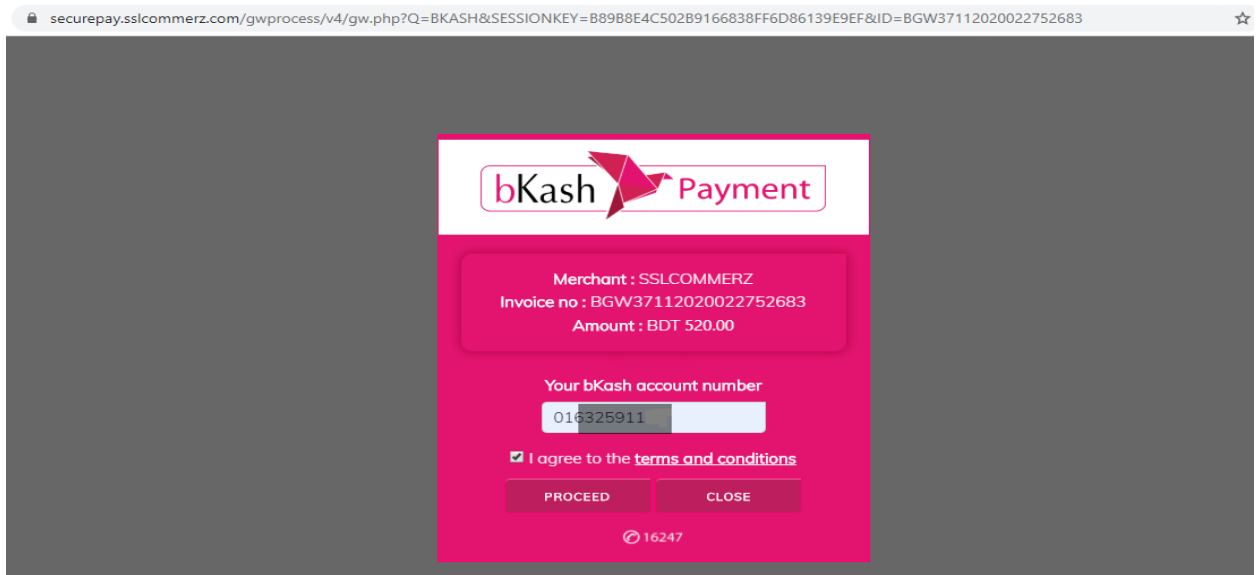 securepay.sslcommerz.com/gwprocess/v4/gw.php?Q=BKASH&SESSIONKEY=B89B8E4C502B9166838FF6D86139E9EF&ID=BGW37112020022752683
bKash Payment
Merchant : SSLCOMMERZ
Invoice no : BGW37112020022752683
Amount : BDT 520.00
Your bKash account number
016325911
I agree to the terms and conditions
PROCEED CLOSE
16247